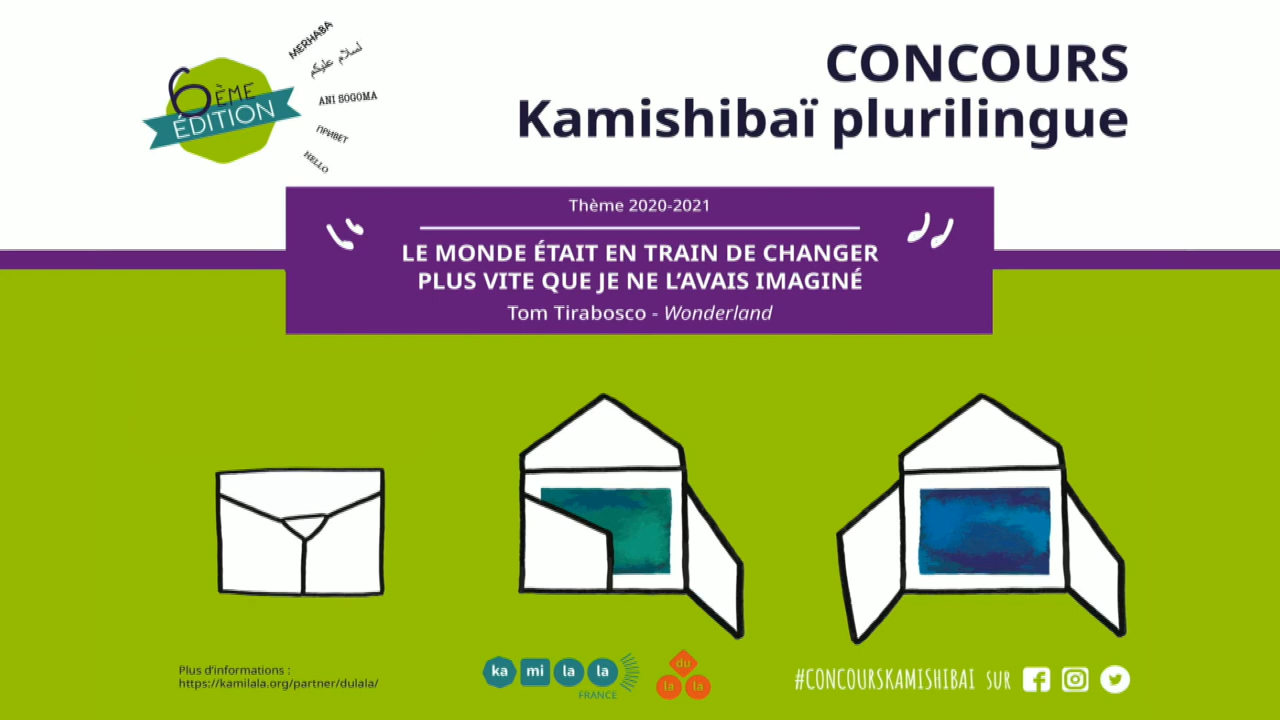 6ÈME
ÉDITION
MERHABA
السلام عليكم
ANI SOGOMA
ПРИВЕТ
HELLO
CONCOURS
Kamishibaï plurilingue
Thème 2020-2021
LE MONDE ÉTAIT EN TRAIN DE CHANGER
PLUS VITE QUE JE NE L'AVAIS IMAGINÉ
Tom Tirabosco - Wonderland
Plus d'informations :
https://kamilala.org/partner/dulala/
ka mi la la
FRANCE
du
la la
#CONCOURSKAMISHIBAI SUR